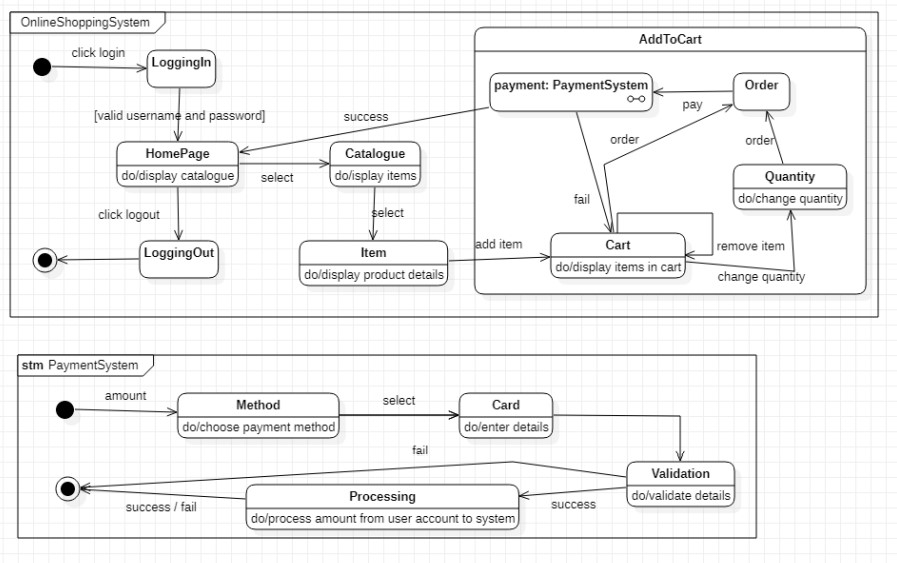 OnlineShoppingSystem
AddToCart
click login
LoggingIn
payment: PaymentSystem
Order
pay
[valid username and password]
success
order
order
HomePage
do/display catalogue
Catalogue
do/isplay items
select
Quantity
do/change quantity
fail
click logout
select
LoggingOut
Item
do/display product details
add item
Cart
do/display items in cart
remove item
change quantity
stm PaymentSystem
amount
Method
do/choose payment method
select
Card
do/enter details
fail
Validation
do/validate details
Processing
do/process amount from user account to system
success / fail
success